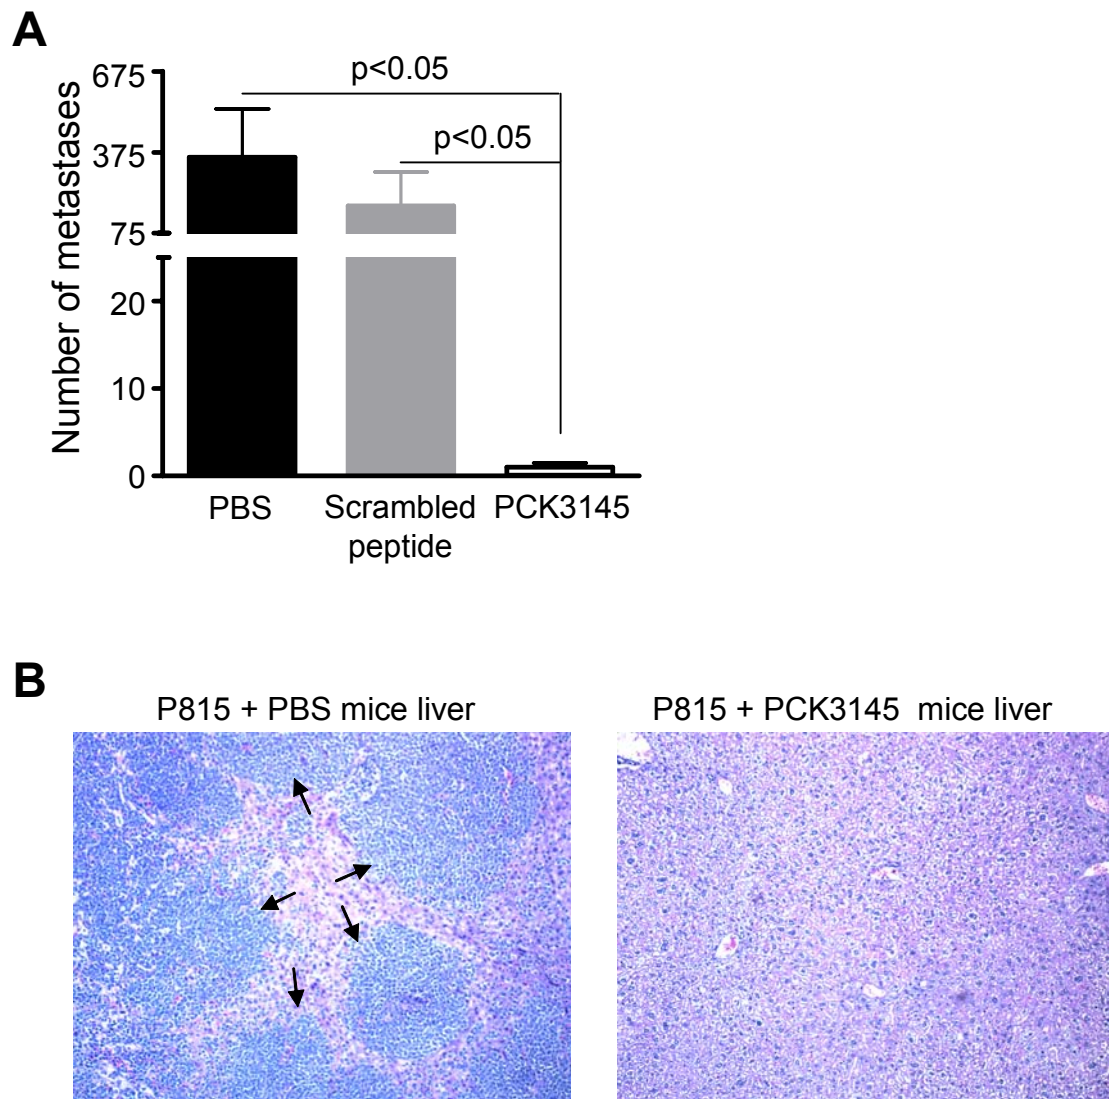 A
Number of metastases
675
375
75
20
10
0
p<0.05
p<0.05
PBS
Scrambled peptide
PCK3145
B
P815 + PBS mice liver
P815 + PCK3145 mice liver